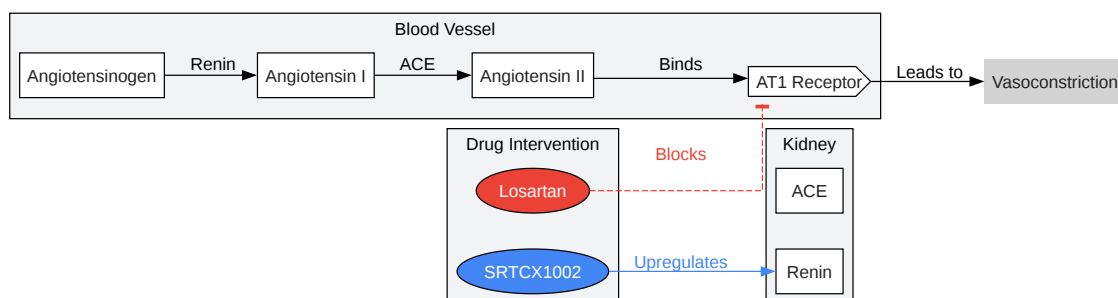 Blood Vessel
Angiotensinogen
Renin
Angiotensin I
ACE
Angiotensin II
Binds
AT1 Receptor
Leads to
Vasoconstriction
Drug Intervention
Blocks
Kidney
Losartan
ACE
SRTCX1002
Upregulates
Renin